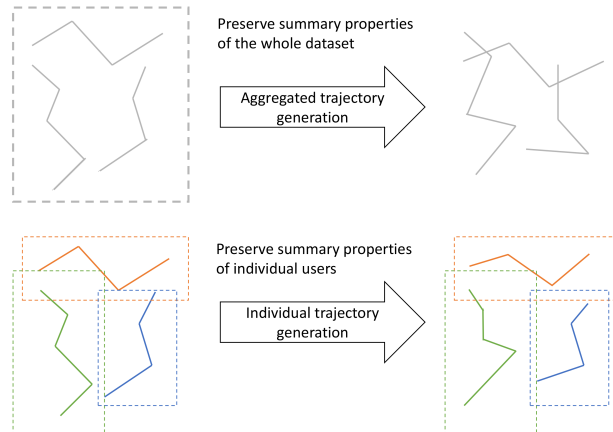 Preserve summary properties
of the whole dataset
Aggregated trajectory
generation
Preserve summary properties
of individual users
Individual trajectory
generation